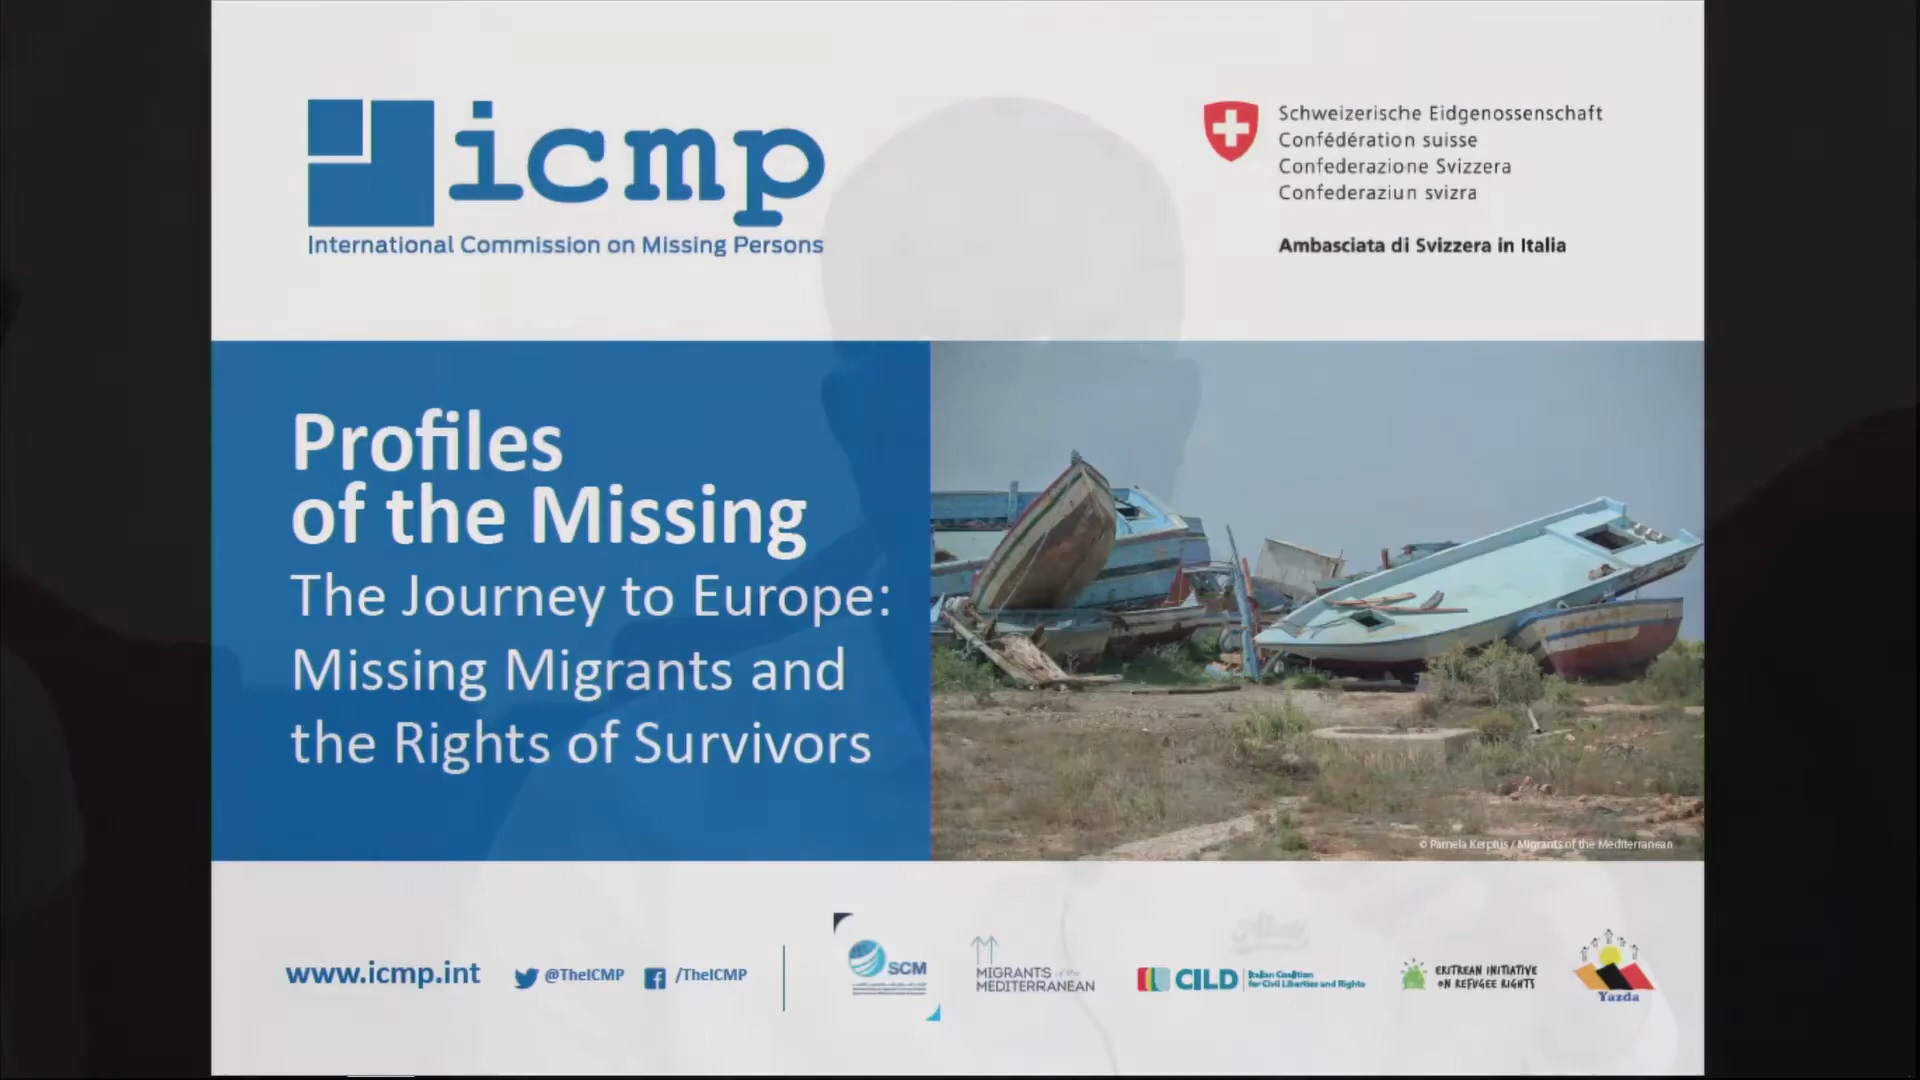 icmp
International Commission on Missing Persons
Schweizerische Eidgenossenschaft
Confédération suisse
Confederazione Svizzera
Confederaziun svizra
Ambasciata di Svizzera in Italia
Profiles
of the Missing
The Journey to Europe:
Missing Migrants and
the Rights of Survivors
© Pamela Kerpius / Migrants of the Mediterranean
www.icmp.int
@TheICMP
/TheICMP
SCM
MIGRANTS of the
MEDITERRANEAN
CILD
Italian Coalition
for Civil Liberties and Rights
ERITREAN INITIATIVE
ON REFUGEE RIGHTS
Yazda